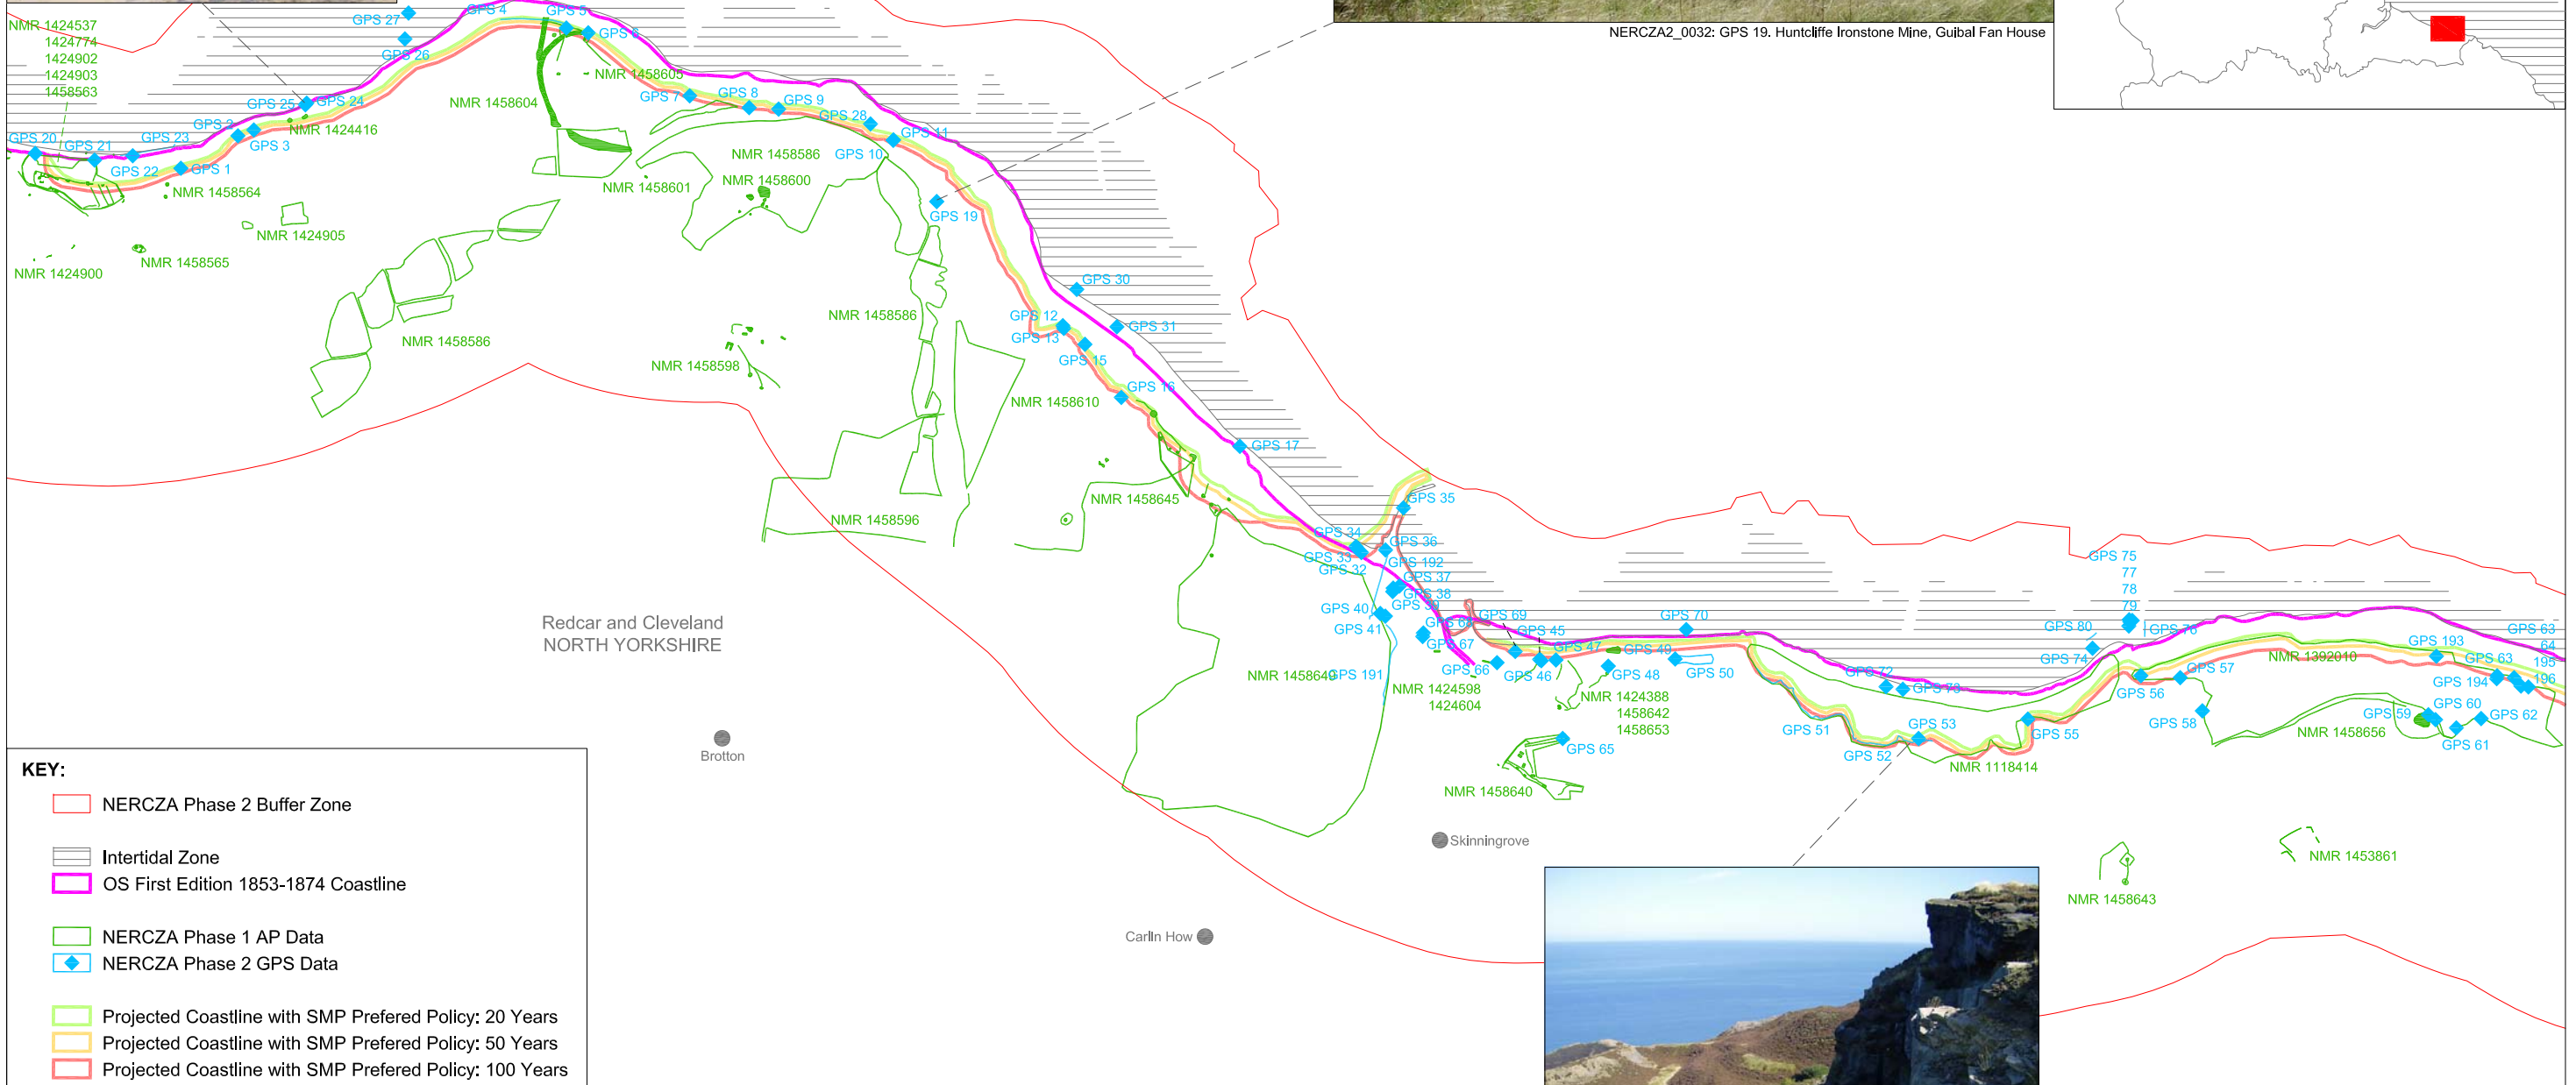 NERCZA2_0032: GPS 19. Huntcliffe Ironstone Mine, Guibal Fan House
NMR 1424537
1424774
1424902
1424903
1458563
GPS 27
GPS 26
GPS 4
GPS 5
GPS 6
GPS 25
GPS 24
GPS 2
GPS 3
NMR 1424416
NMR 1458604
NMR 1458605
GPS 7
GPS 8
GPS 9
GPS 28
GPS 11
GPS 10
GPS 20
GPS 21
GPS 23
GPS 22
GPS 1
NMR 1458564
NMR 1458586
NMR 1458600
NMR 1458601
GPS 19
NMR 1424905
NMR 1458565
NMR 1424900
NMR 1458586
NMR 1458586
NMR 1458598
GPS 30
GPS 12
GPS 31
GPS 13
GPS 15
GPS 16
NMR 1458610
GPS 17
NMR 1458645
NMR 1458596
GPS 35
GPS 34
GPS 36
GPS 33
GPS 192
GPS 32
GPS 37
GPS 38
GPS 40
GPS 41
GPS 67
GPS 69
GPS 45
GPS 70
GPS 47
GPS 49
GPS 66
GPS 46
GPS 48
GPS 50
NMR 1458649
GPS 191
NMR 1424598
1424604
NMR 1424388
1458642
1458653
GPS 65
NMR 1458640
GPS 75
77
78
79
GPS 80
GPS 76
GPS 74
GPS 72
GPS 51
GPS 52
GPS 53
GPS 55
GPS 56
GPS 57
GPS 58
NMR 1118414
GPS 193
NMR 1392010
GPS 63
GPS 194
GPS 63
64
195
196
GPS 59
GPS 60
GPS 61
GPS 62
NMR 1458656
NMR 1453861
NMR 1458643
Redcar and Cleveland
NORTH YORKSHIRE
Brotton
Skinningrove
Carlin How
KEY:
NERCZA Phase 2 Buffer Zone
Intertidal Zone
OS First Edition 1853-1874 Coastline
NERCZA Phase 1 AP Data
NERCZA Phase 2 GPS Data
Projected Coastline with SMP Prefered Policy: 20 Years
Projected Coastline with SMP Prefered Policy: 50 Years
Projected Coastline with SMP Prefered Policy: 100 Years